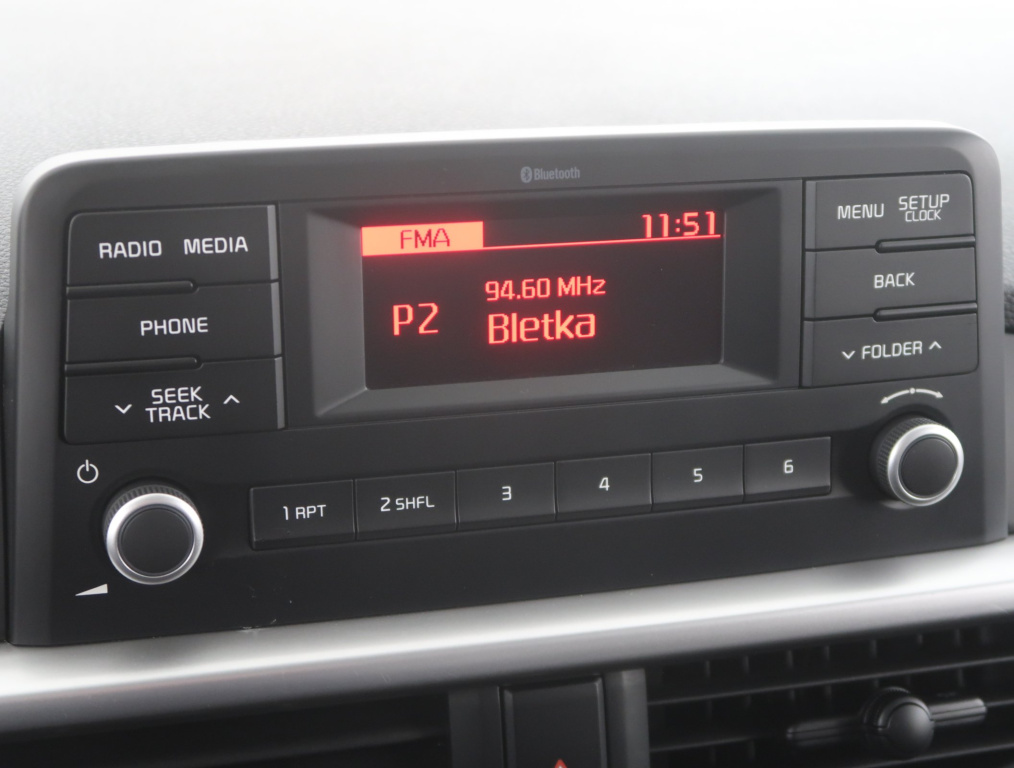 Bluetooth
RADIO MEDIA
PHONE
SEEK
TRACK
FMA 11:51
94.60 MHz
P2 Bletka
MENU SETUP
CLOCK
BACK
FOLDER
1 RPT 2 SHFL 3 4 5 6